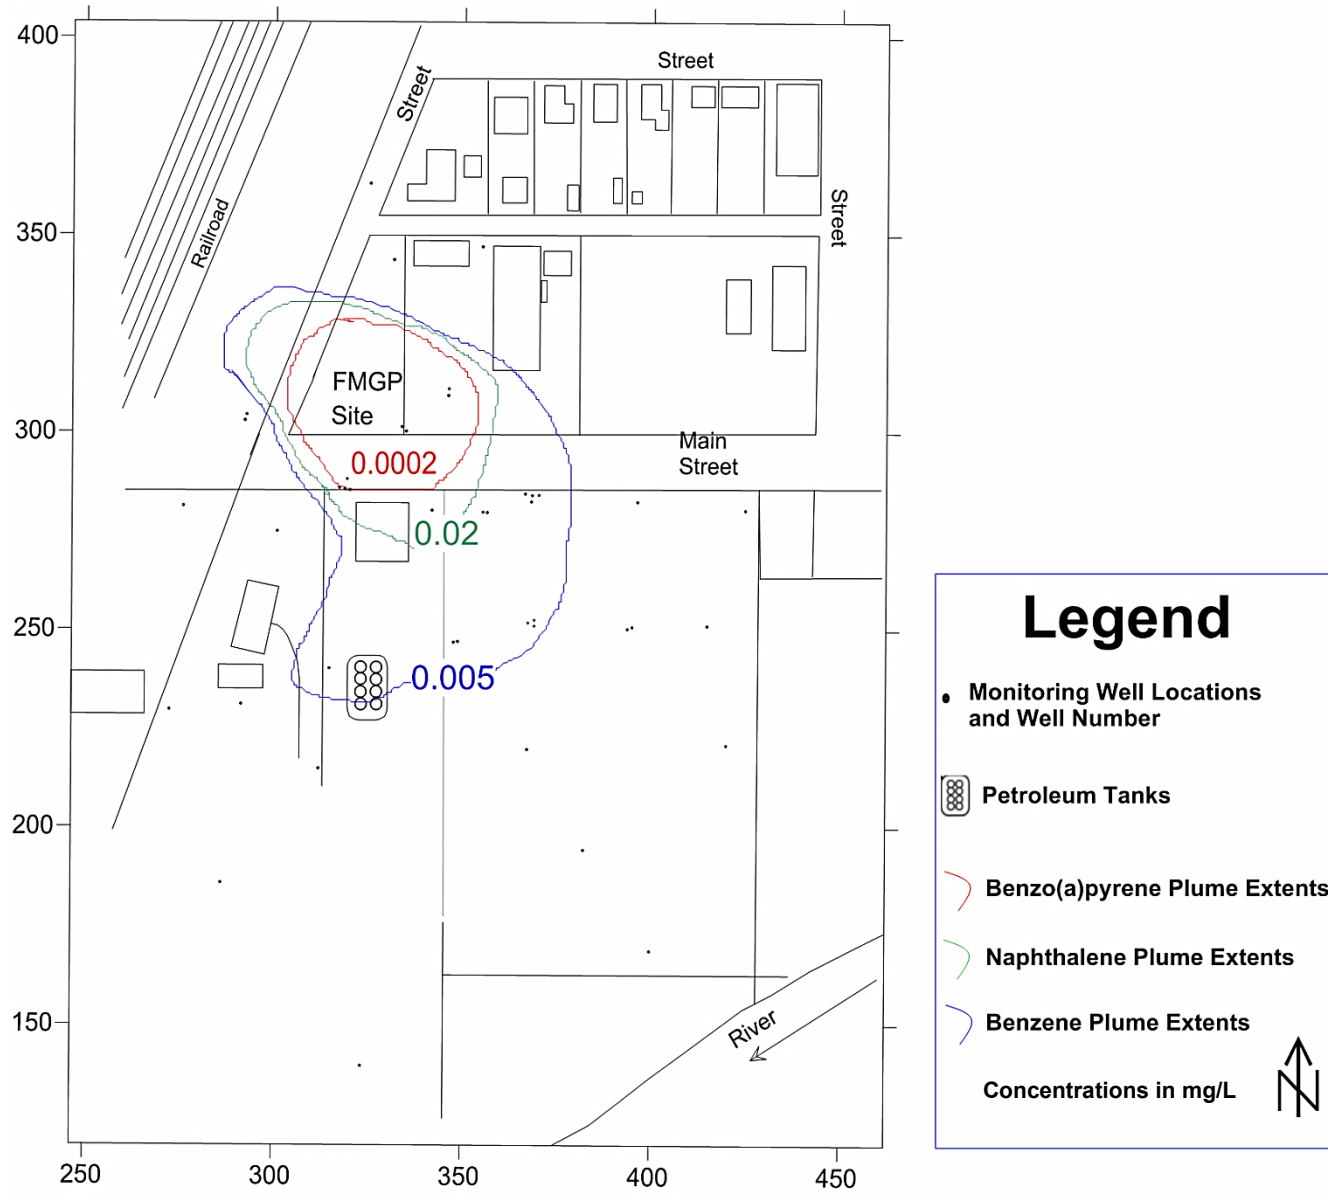 400
350
300
250
200
150
250
300
350
400
450
Street
Street
Street
Railroad
FMGP
Site
Main
Street
0.0002
0.02
0.005
River
Legend
Monitoring Well Locations
and Well Number
Petroleum Tanks
Benzo(a)pyrene Plume Extents
Naphthalene Plume Extents
Benzene Plume Extents
Concentrations in mg/L
N